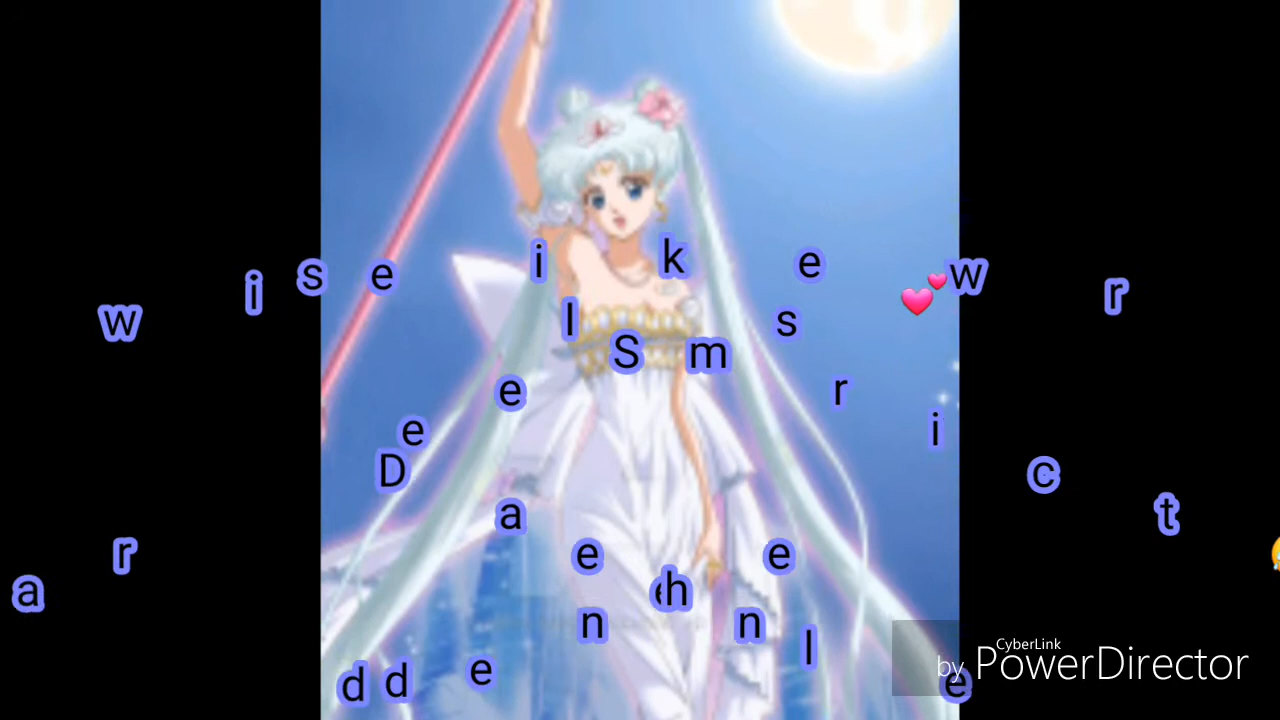 w i s e i k e 💕 w r
l s
S m
e r
e i
D c
a t
r e e
a h
n n l
d d e e
CyberLink
by PowerDirector